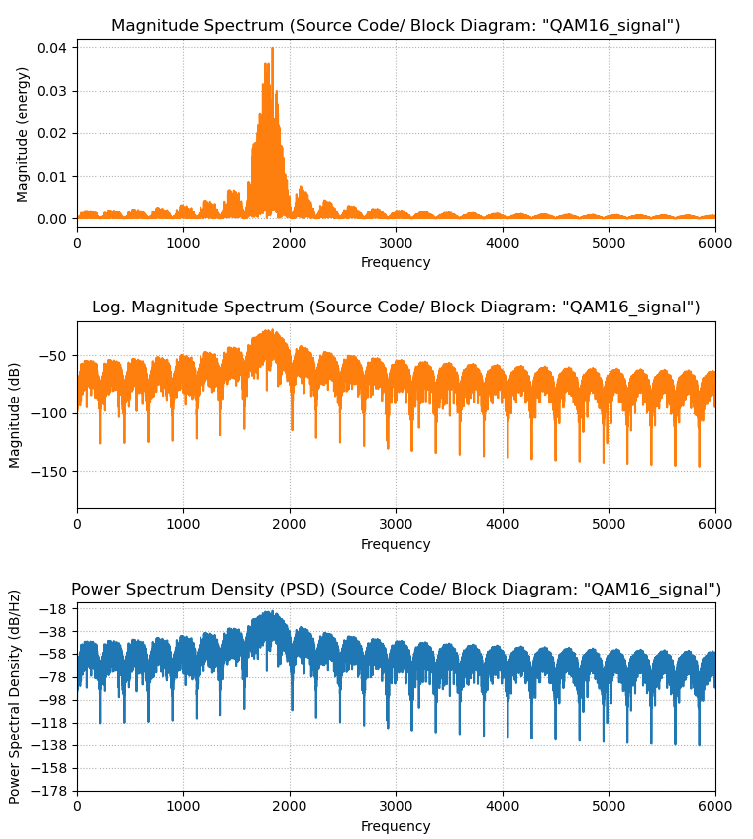 Magnitude Spectrum (Source Code/ Block Diagram: "QAM16_signal")
Magnitude (energy)
0.04
0.03
0.02
0.01
0.00
0 1000 2000 3000 4000 5000 6000
Frequency
Log. Magnitude Spectrum (Source Code/ Block Diagram: "QAM16_signal")
Magnitude (dB)
−50
−100
−150
0 1000 2000 3000 4000 5000 6000
Frequency
Power Spectrum Density (PSD) (Source Code/ Block Diagram: "QAM16_signal")
Power Spectral Density (dB/Hz)
−18
−38
−58
−78
−98
−118
−138
−158
−178
0 1000 2000 3000 4000 5000 6000
Frequency